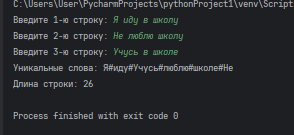 C:\Users\User\PycharmProjects\pythonProject1\venv\Script
Введите 1-ю строку: Я иду в школу
Введите 2-ю строку: Не люблю школу
Введите 3-ю строку: Учусь в школе
Уникальные слова: Я#иду#Учусь#люблю#школе#Не
Длина строки: 26
Process finished with exit code 0